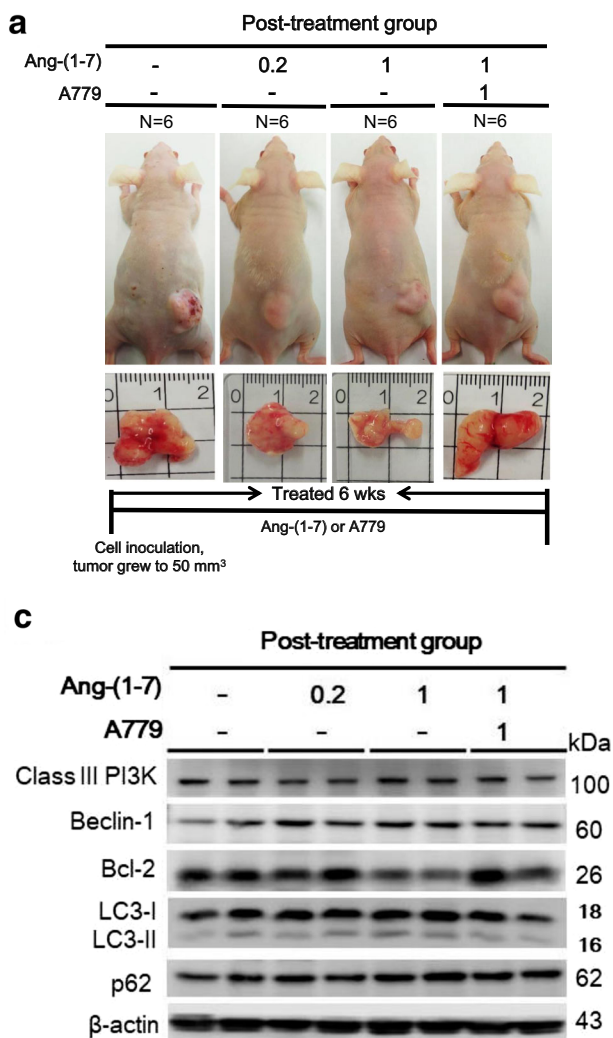 a
Post-treatment group
Ang-(1-7) - 0.2 1 1
A779 - - - 1
N=6 N=6 N=6 N=6
0 1 2 0 1 2 0 1 2 0 1 2
Treated 6 wks
Ang-(1-7) or A779
Cell inoculation,
tumor grew to 50 mm³
c
Post-treatment group
Ang-(1-7) - 0.2 1 1
A779 - - - 1
kDa
Class III PI3K 100
Beclin-1 60
Bcl-2 26
LC3-I 18
LC3-II 16
p62 62
β-actin 43